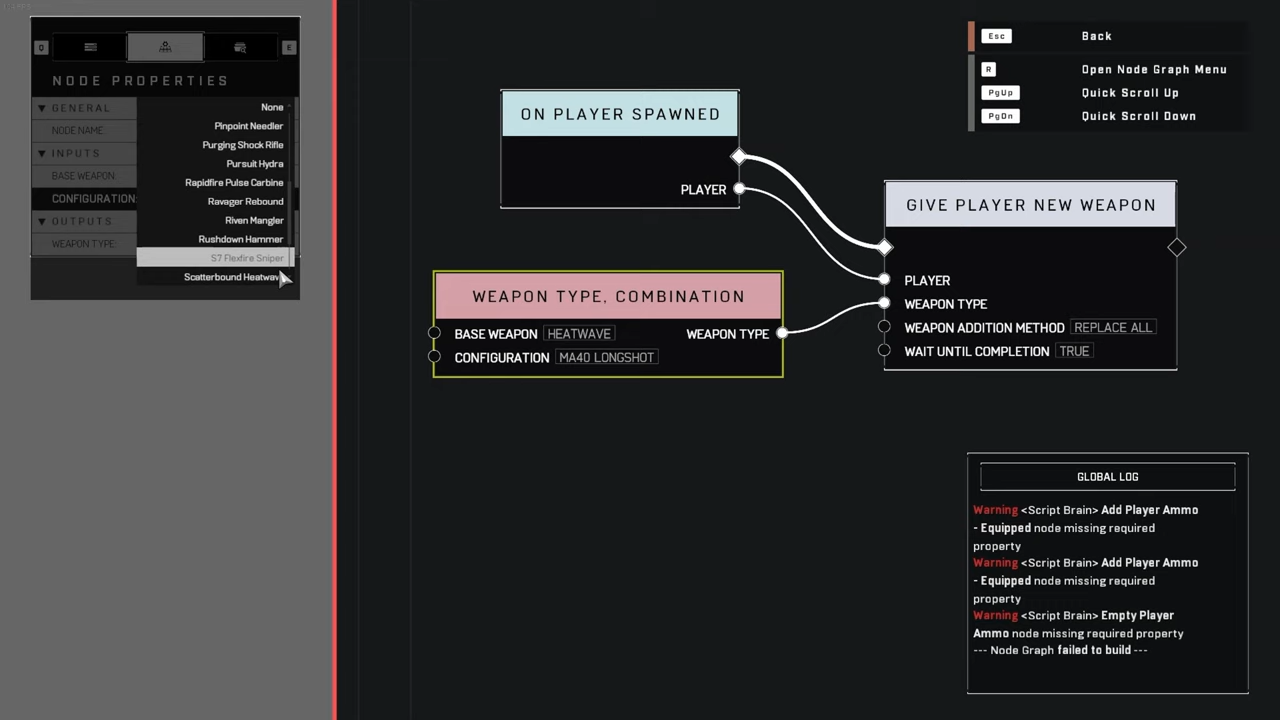 Q
E
NODE PROPERTIES
GENERAL
NODE NAME:
INPUTS
BASE WEAPON:
CONFIGURATION:
OUTPUTS
WEAPON TYPE:
None
Pinpoint Needler
Purging Shock Rifle
Pursuit Hydra
Rapidfire Pulse Carbine
Ravager Rebound
Riven Mangler
Rushdown Hammer
S7 Flexfire Sniper
Scatterbound Heatwave
ON PLAYER SPAWNED
PLAYER
WEAPON TYPE, COMBINATION
BASE WEAPON HEATWAVE WEAPON TYPE
CONFIGURATION MA40 LONGSHOT
GIVE PLAYER NEW WEAPON
PLAYER
WEAPON TYPE
WEAPON ADDITION METHOD REPLACE ALL
WAIT UNTIL COMPLETION TRUE
Esc Back
R Open Node Graph Menu
PgUp Quick Scroll Up
PgDn Quick Scroll Down
GLOBAL LOG
Warning <Script Brain> Add Player Ammo
- Equipped node missing required
property
Warning <Script Brain> Add Player Ammo
- Equipped node missing required
property
Warning <Script Brain> Empty Player
Ammo node missing required property
--- Node Graph failed to build ---